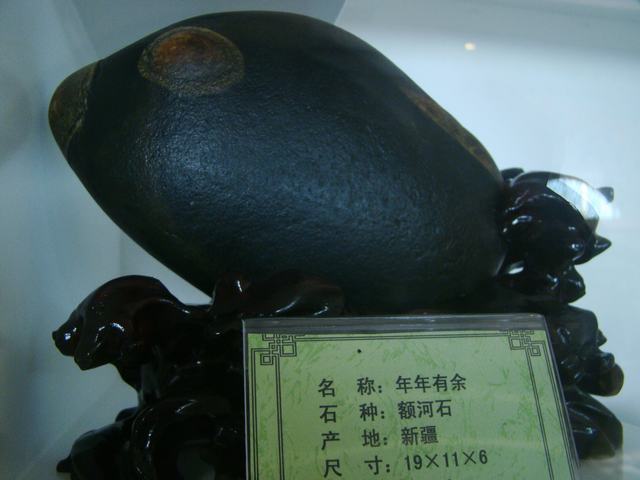 名 称：年年有余
石 种：额河石
产 地：新疆
尺 寸：19×11×6